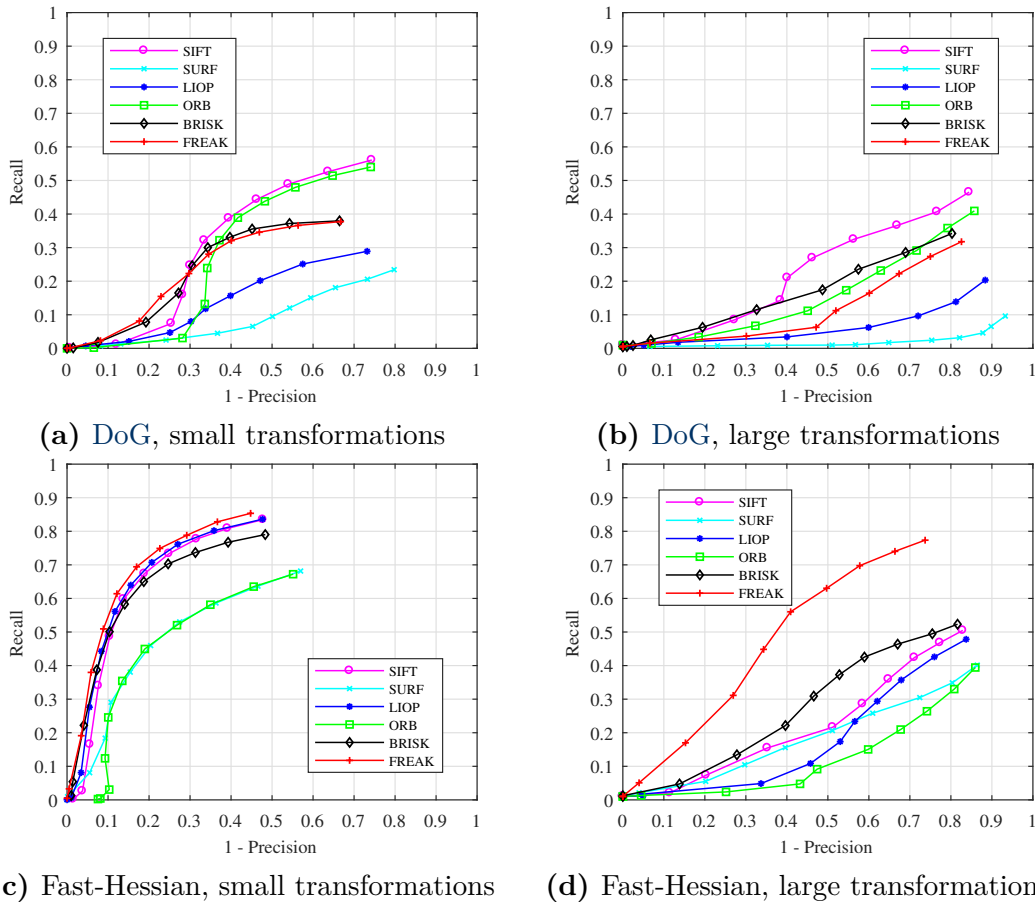 1
0.9
0.8
0.7
0.6
0.5
0.4
0.3
0.2
0.1
0
Recall
SIFT
SURF
LIOP
ORB
BRISK
FREAK
0 0.1 0.2 0.3 0.4 0.5 0.6 0.7 0.8 0.9 1
1 - Precision
(a) DoG, small transformations
1
0.9
0.8
0.7
0.6
0.5
0.4
0.3
0.2
0.1
0
Recall
SIFT
SURF
LIOP
ORB
BRISK
FREAK
0 0.1 0.2 0.3 0.4 0.5 0.6 0.7 0.8 0.9 1
1 - Precision
(b) DoG, large transformations
1
0.9
0.8
0.7
0.6
0.5
0.4
0.3
0.2
0.1
0
Recall
SIFT
SURF
LIOP
ORB
BRISK
FREAK
0 0.1 0.2 0.3 0.4 0.5 0.6 0.7 0.8 0.9 1
1 - Precision
c) Fast-Hessian, small transformations
1
0.9
0.8
0.7
0.6
0.5
0.4
0.3
0.2
0.1
0
Recall
SIFT
SURF
LIOP
ORB
BRISK
FREAK
0 0.1 0.2 0.3 0.4 0.5 0.6 0.7 0.8 0.9 1
1 - Precision
(d) Fast-Hessian, large transformation